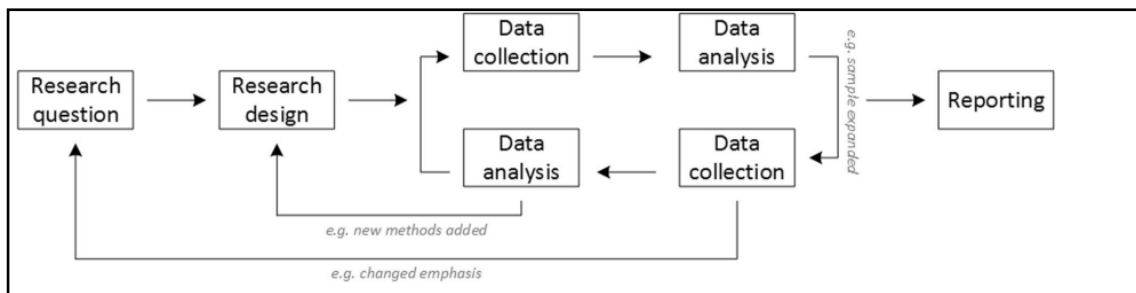 Research
question
Research
design
Data
collection
Data
analysis
e.g. sample expanded
Reporting
Data
analysis
Data
collection
e.g. new methods added
e.g. changed emphasis